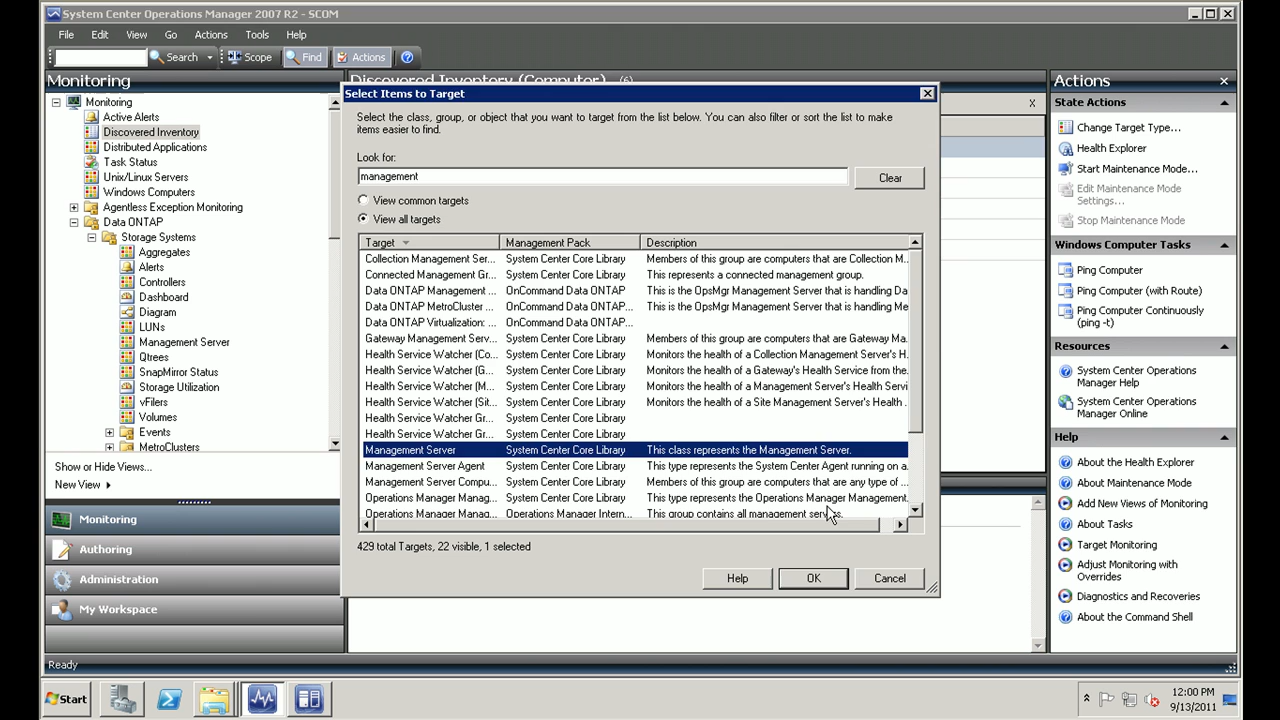 System Center Operations Manager 2007 R2 - SCOM
File Edit View Go Actions Tools Help
Search Scope Find Actions
Monitoring
Monitoring
Active Alerts
Discovered Inventory
Distributed Applications
Task Status
Unix/Linux Servers
Windows Computers
Agentless Exception Monitoring
Data ONTAP
Storage Systems
Aggregates
Alerts
Controllers
Dashboard
Diagram
LUNs
Management Server
Qtrees
SnapMirror Status
Storage Utilization
vFilers
Volumes
Events
MetroClusters
Show or Hide Views...
New View
Monitoring
Authoring
Administration
My Workspace
Ready
Discovered Inventory (Computer) (6)
Select Items to Target
Select the class, group, or object that you want to target from the list below. You can also filter or sort the list to make
items easier to find.
Look for:
management
Clear
View common targets
View all targets
Target Management Pack Description
Collection Management Ser... System Center Core Library Members of this group are computers that are Collection M...
Connected Management Gr... System Center Core Library This represents a connected management group.
Data ONTAP Management ... OnCommand Data ONTAP This is the OpsMgr Management Server that is handling Da
Data ONTAP MetroCluster ... OnCommand Data ONTAP This is the OpsMgr Management Server that is handling Me
Data ONTAP Virtualization: ... OnCommand Data ONTAP...
Gateway Management Serv... System Center Core Library Members of this group are computers that are Gateway Ma...
Health Service Watcher (Co... System Center Core Library Monitors the health of a Collection Management Server's H...
Health Service Watcher (G... System Center Core Library Monitors the health of a Gateway's Health Service from the...
Health Service Watcher (M... System Center Core Library Monitors the health of a Management Server's Health Servi
Health Service Watcher (Sit... System Center Core Library Monitors the health of a Site Management Server's Health ...
Health Service Watcher Gr... System Center Core Library
Health Service Watcher Gr... System Center Core Library
Management Server System Center Core Library This class represents the Management Server.
Management Server Agent System Center Core Library This type represents the System Center Agent running on a...
Management Server Compu... System Center Core Library Members of this group are computers that are any type of ...
Operations Manager Manag... System Center Core Library This type represents the Operations Manager Management...
Operations Manager Manag... Operations Manager Intern... This group contains all management servers.
429 total Targets, 22 visible, 1 selected
Help OK Cancel
Actions
State Actions
Change Target Type...
Health Explorer
Start Maintenance Mode...
Edit Maintenance Mode
Settings...
Stop Maintenance Mode
Windows Computer Tasks
Ping Computer
Ping Computer (with Route)
Ping Computer Continuously
(ping -t)
Resources
System Center Operations
Manager Help
System Center Operations
Manager Online
Help
About the Health Explorer
About Maintenance Mode
Add New Views of Monitoring
About Tasks
Target Monitoring
Adjust Monitoring with
Overrides
Diagnostics and Recoveries
About the Command Shell
Start
12:00 PM
9/13/2011